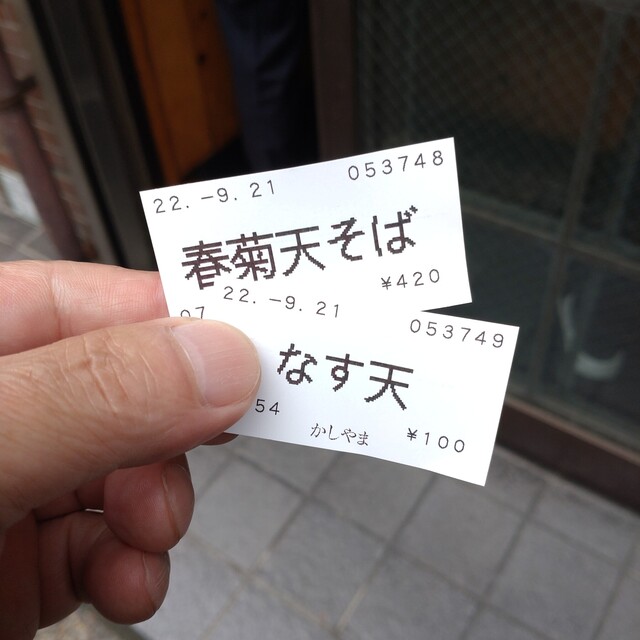 22.-9.21 053748
春菊天そば
¥420
07 22.-9.21 053749
なす天
54 かしやま ¥100